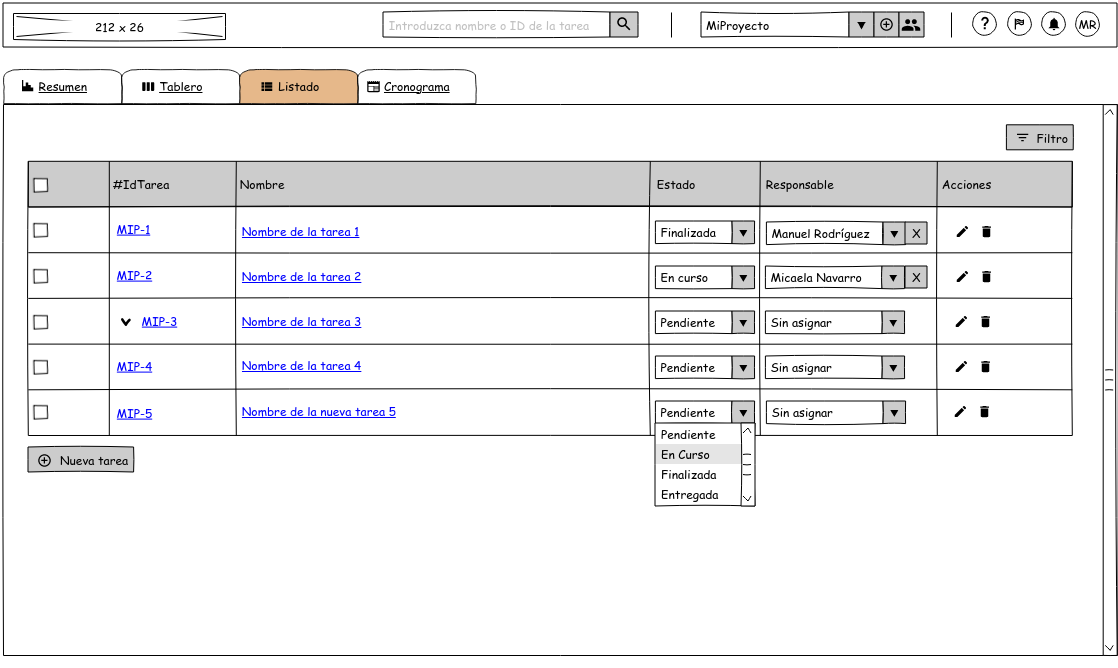 212 x 26
Introduzca nombre o ID de la tarea
MiProyecto
?
MR
Resumen
Tablero
Listado
Cronograma
Filtro
#IdTarea Nombre Estado Responsable Acciones
MIP-1 Nombre de la tarea 1 Finalizada Manuel Rodríguez X
MIP-2 Nombre de la tarea 2 En curso Micaela Navarro X
MIP-3 Nombre de la tarea 3 Pendiente Sin asignar
MIP-4 Nombre de la tarea 4 Pendiente Sin asignar
MIP-5 Nombre de la nueva tarea 5 Pendiente Sin asignar
Pendiente
En Curso
Finalizada
Entregada
Nueva tarea